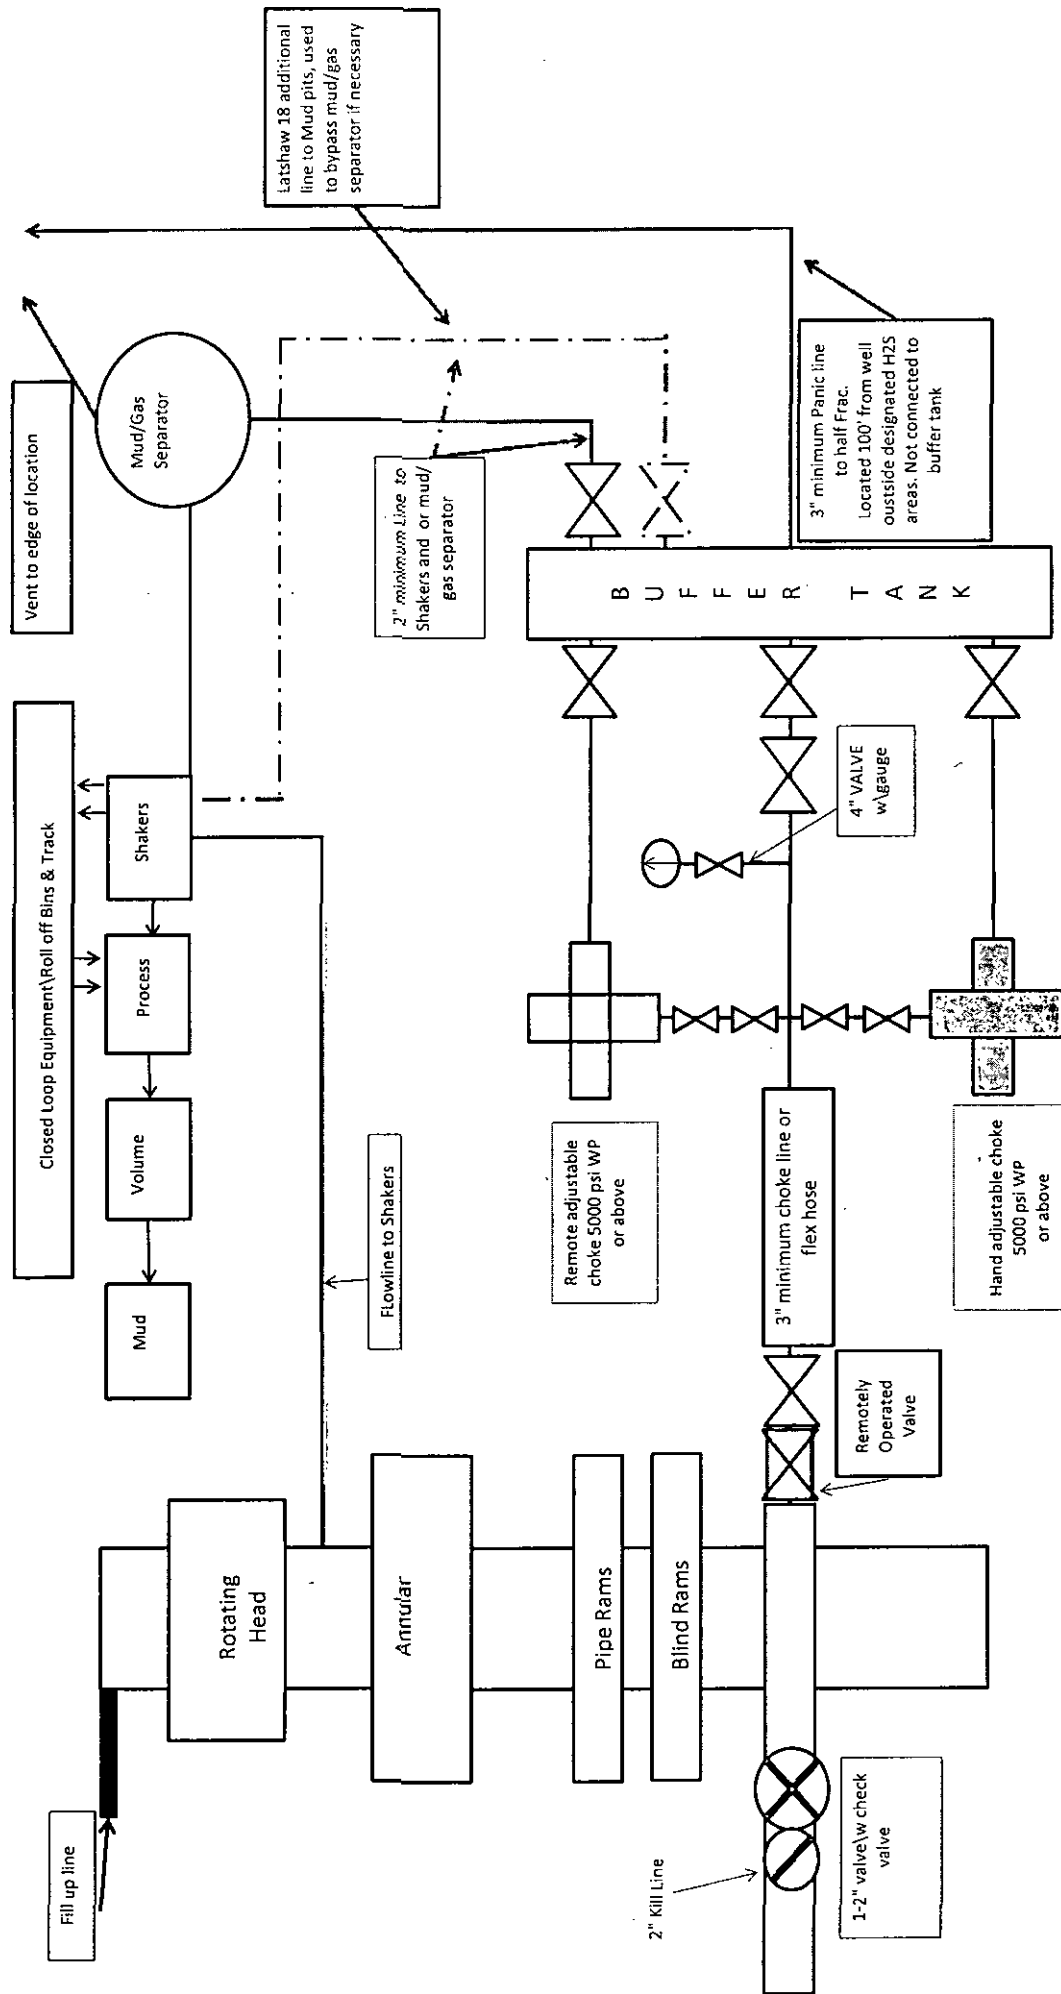 Fill up line
Rotating
Head
Annular
Pipe Rams
Blind Rams
2" Kill Line
1-2" valve\w check
valve
Closed Loop Equipment\Roll off Bins & Track
Mud
Volume
Process
Shakers
FLowline to Shakers
Vent to edge of location
Mud/Gas
Separator
Latshaw 18 additional
line to Mud pits, used
to bypass mud/gas
separator if necessary
2" minimum Line to
Shakers and or mud/
gas separator
Remote adjustable
choke 5000 psi WP
or above
3" minimum choke line or
flex hose
Remotely
Operated
Valve
Hand adjustable choke
5000 psi WP
or above
4" VALVE
w\gauge
BUFFER TANK
3" minimum Panic line
to half Frac.
Located 100' from well
oustside designated H2S
areas. Not connected to
buffer tank